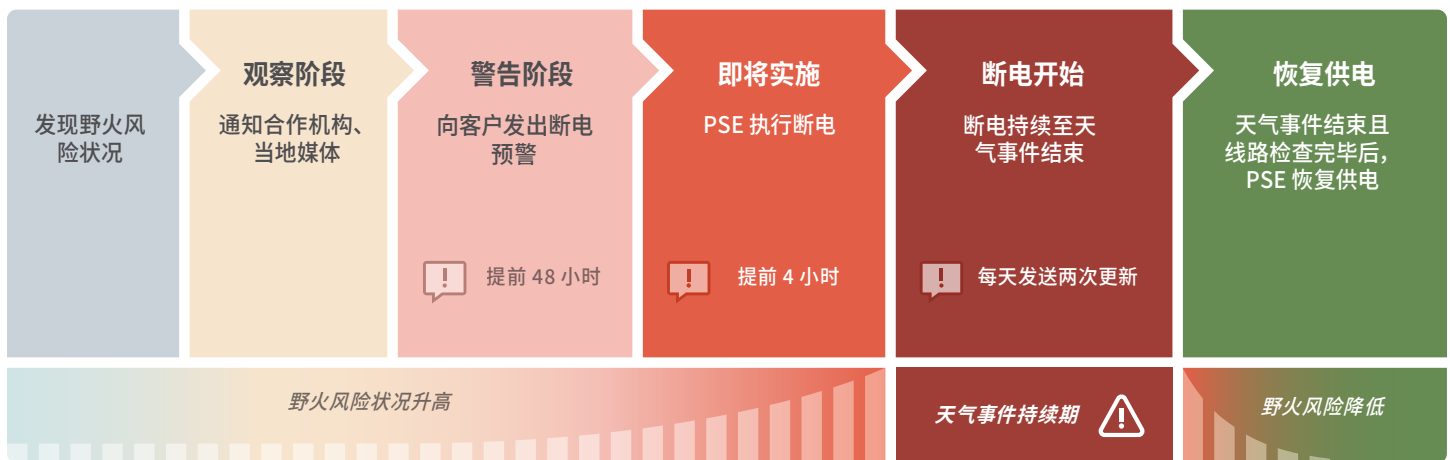 发现野火风
险状况
观察阶段
通知合作机构、
当地媒体
警告阶段
向客户发出断电
预警
提前 48 小时
即将实施
PSE 执行断电
提前 4 小时
断电开始
断电持续至天
气事件结束
每天发送两次更新
恢复供电
天气事件结束且
线路检查完毕后，
PSE 恢复供电
野火风险状况升高
天气事件持续期
野火风险降低